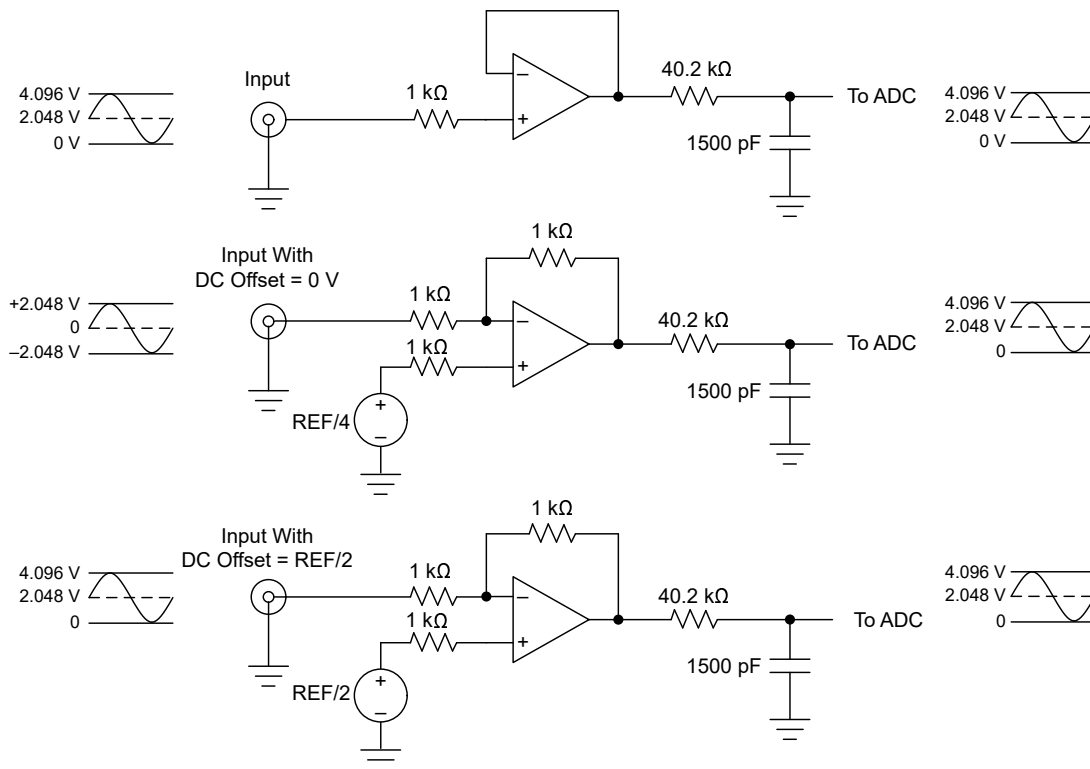 Input
4.096 V
2.048 V
0 V
1 kΩ
−
+
40.2 kΩ
To ADC
1500 pF
4.096 V
2.048 V
0 V
Input With
DC Offset = 0 V
+2.048 V
0
–2.048 V
1 kΩ
1 kΩ
1 kΩ
−
+
REF/4
+
−
40.2 kΩ
To ADC
1500 pF
4.096 V
2.048 V
0
Input With
DC Offset = REF/2
4.096 V
2.048 V
0
1 kΩ
1 kΩ
1 kΩ
−
+
REF/2
+
−
40.2 kΩ
To ADC
1500 pF
4.096 V
2.048 V
0